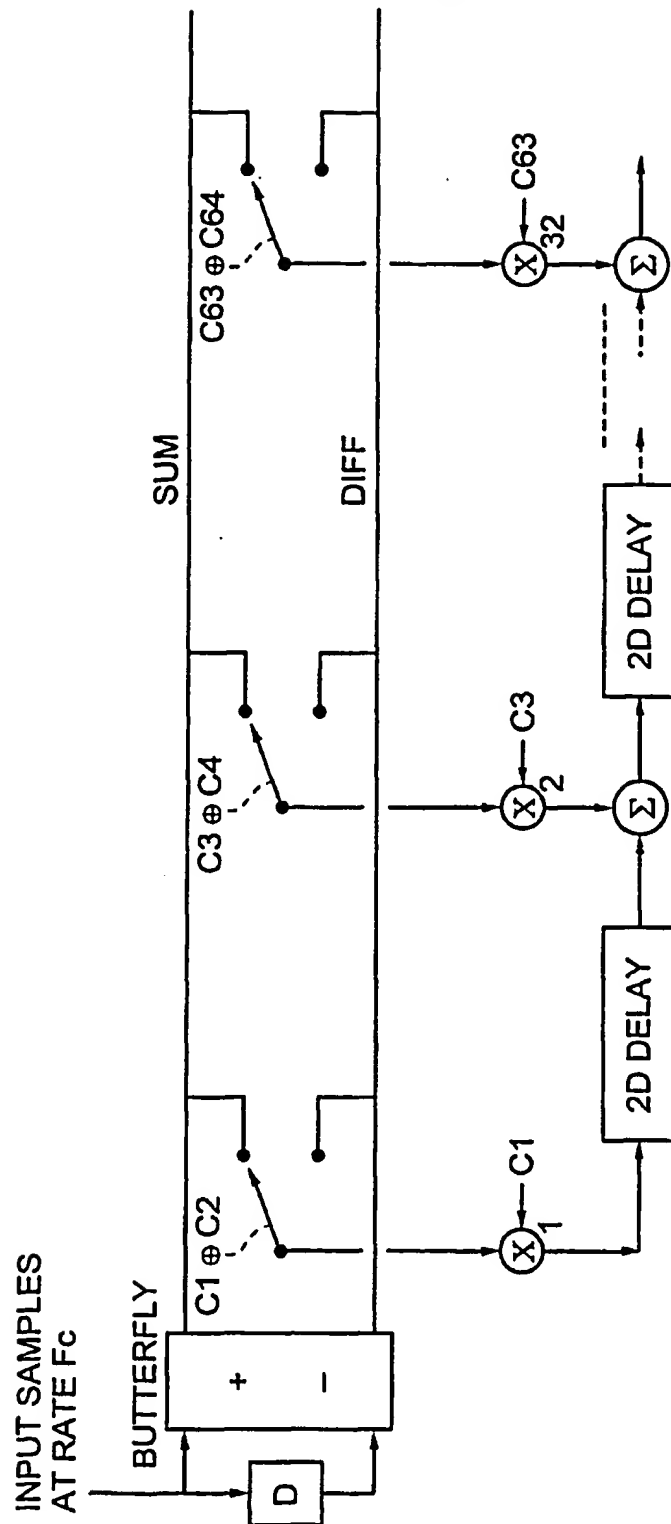 INPUT SAMPLES
AT RATE Fc
BUTTERFLY
D
+
−
SUM
DIFF
C1 ⊕ C2
C3 ⊕ C4
C63 ⊕ C64
X
1
C1
X
2
C3
X
32
C63
2D DELAY
Σ
2D DELAY
Σ